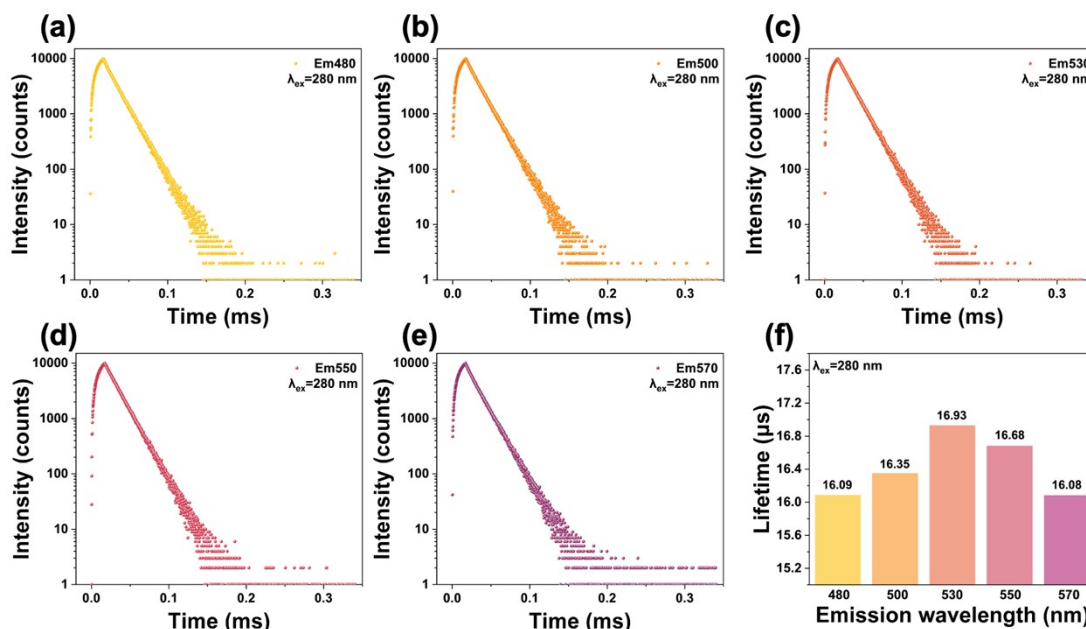 (a)
Em480
λex=280 nm
Intensity (counts)
10000
1000
100
10
1
0.0 0.1 0.2 0.3
Time (ms)
(b)
Em500
λex=280 nm
Intensity (counts)
10000
1000
100
10
1
0.0 0.1 0.2 0.3
Time (ms)
(c)
Em530
λex=280 nm
Intensity (counts)
10000
1000
100
10
1
0.0 0.1 0.2 0.3
Time (ms)
(d)
Em550
λex=280 nm
Intensity (counts)
10000
1000
100
10
1
0.0 0.1 0.2 0.3
Time (ms)
(e)
Em570
λex=280 nm
Intensity (counts)
10000
1000
100
10
1
0.0 0.1 0.2 0.3
Time (ms)
(f)
λex=280 nm
Lifetime (μs)
17.6
16.8
16.4
16.0
15.2
16.09
16.35
16.93
16.68
16.08
480 500 530 550 570
Emission wavelength (nm)